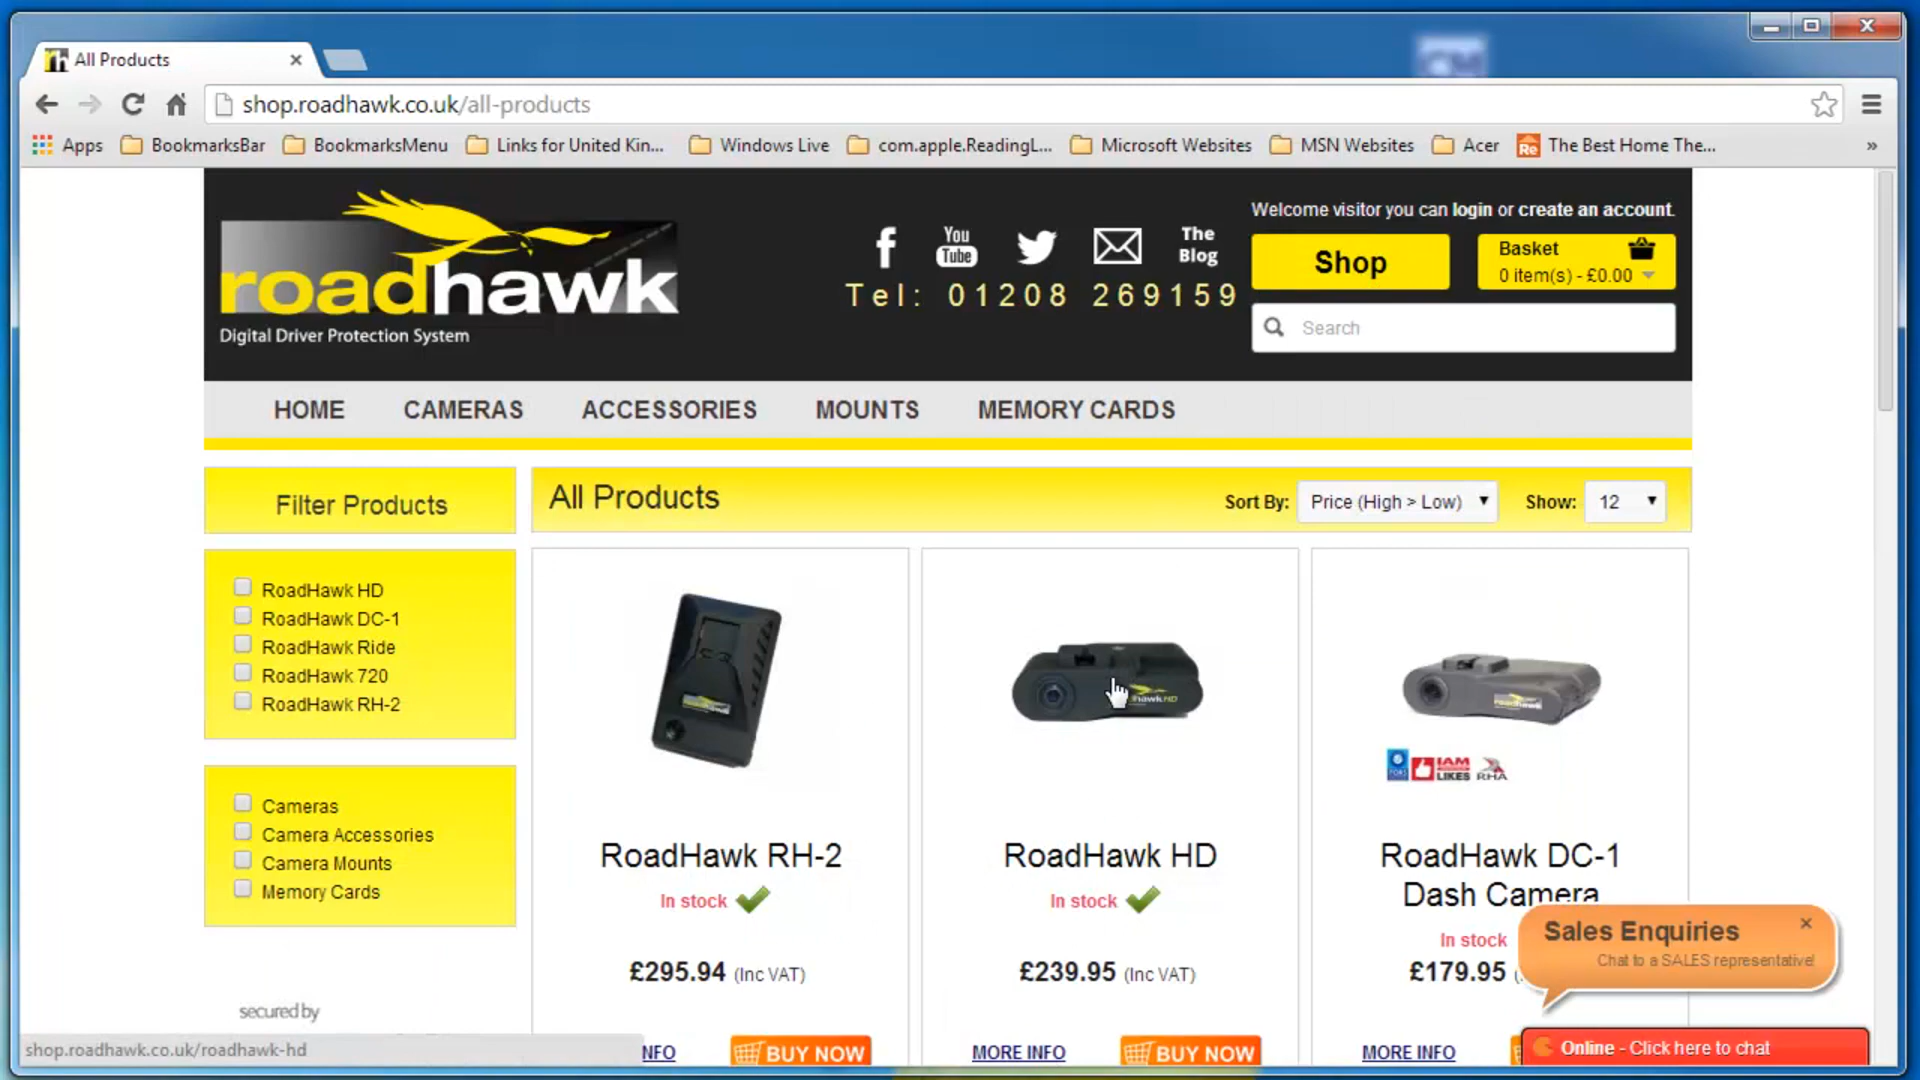 All Products
shop.roadhawk.co.uk/all-products
Apps BookmarksBar BookmarksMenu Links for United Kin... Windows Live com.apple.ReadingL... Microsoft Websites MSN Websites Acer The Best Home The... »
roadhawk
Digital Driver Protection System
You Tube
The Blog
Tel: 01208 269159
Welcome visitor you can login or create an account.
Shop
Basket
0 item(s) - £0.00
Search
HOME CAMERAS ACCESSORIES MOUNTS MEMORY CARDS
Filter Products
All Products
Sort By: Price (High > Low) Show: 12
RoadHawk HD
RoadHawk DC-1
RoadHawk Ride
RoadHawk 720
RoadHawk RH-2
Cameras
Camera Accessories
Camera Mounts
Memory Cards
secured by
roadhawk
hawkHD
roadhawk
IAM
LIKES
RHA
RoadHawk RH-2
In stock
£295.94 (Inc VAT)
NFO BUY NOW
RoadHawk HD
In stock
£239.95 (Inc VAT)
MORE INFO BUY NOW
RoadHawk DC-1
Dash Camera
In stock
£179.95 (
MORE INFO
Sales Enquiries
Chat to a SALES representative!
Online - Click here to chat
shop.roadhawk.co.uk/roadhawk-hd